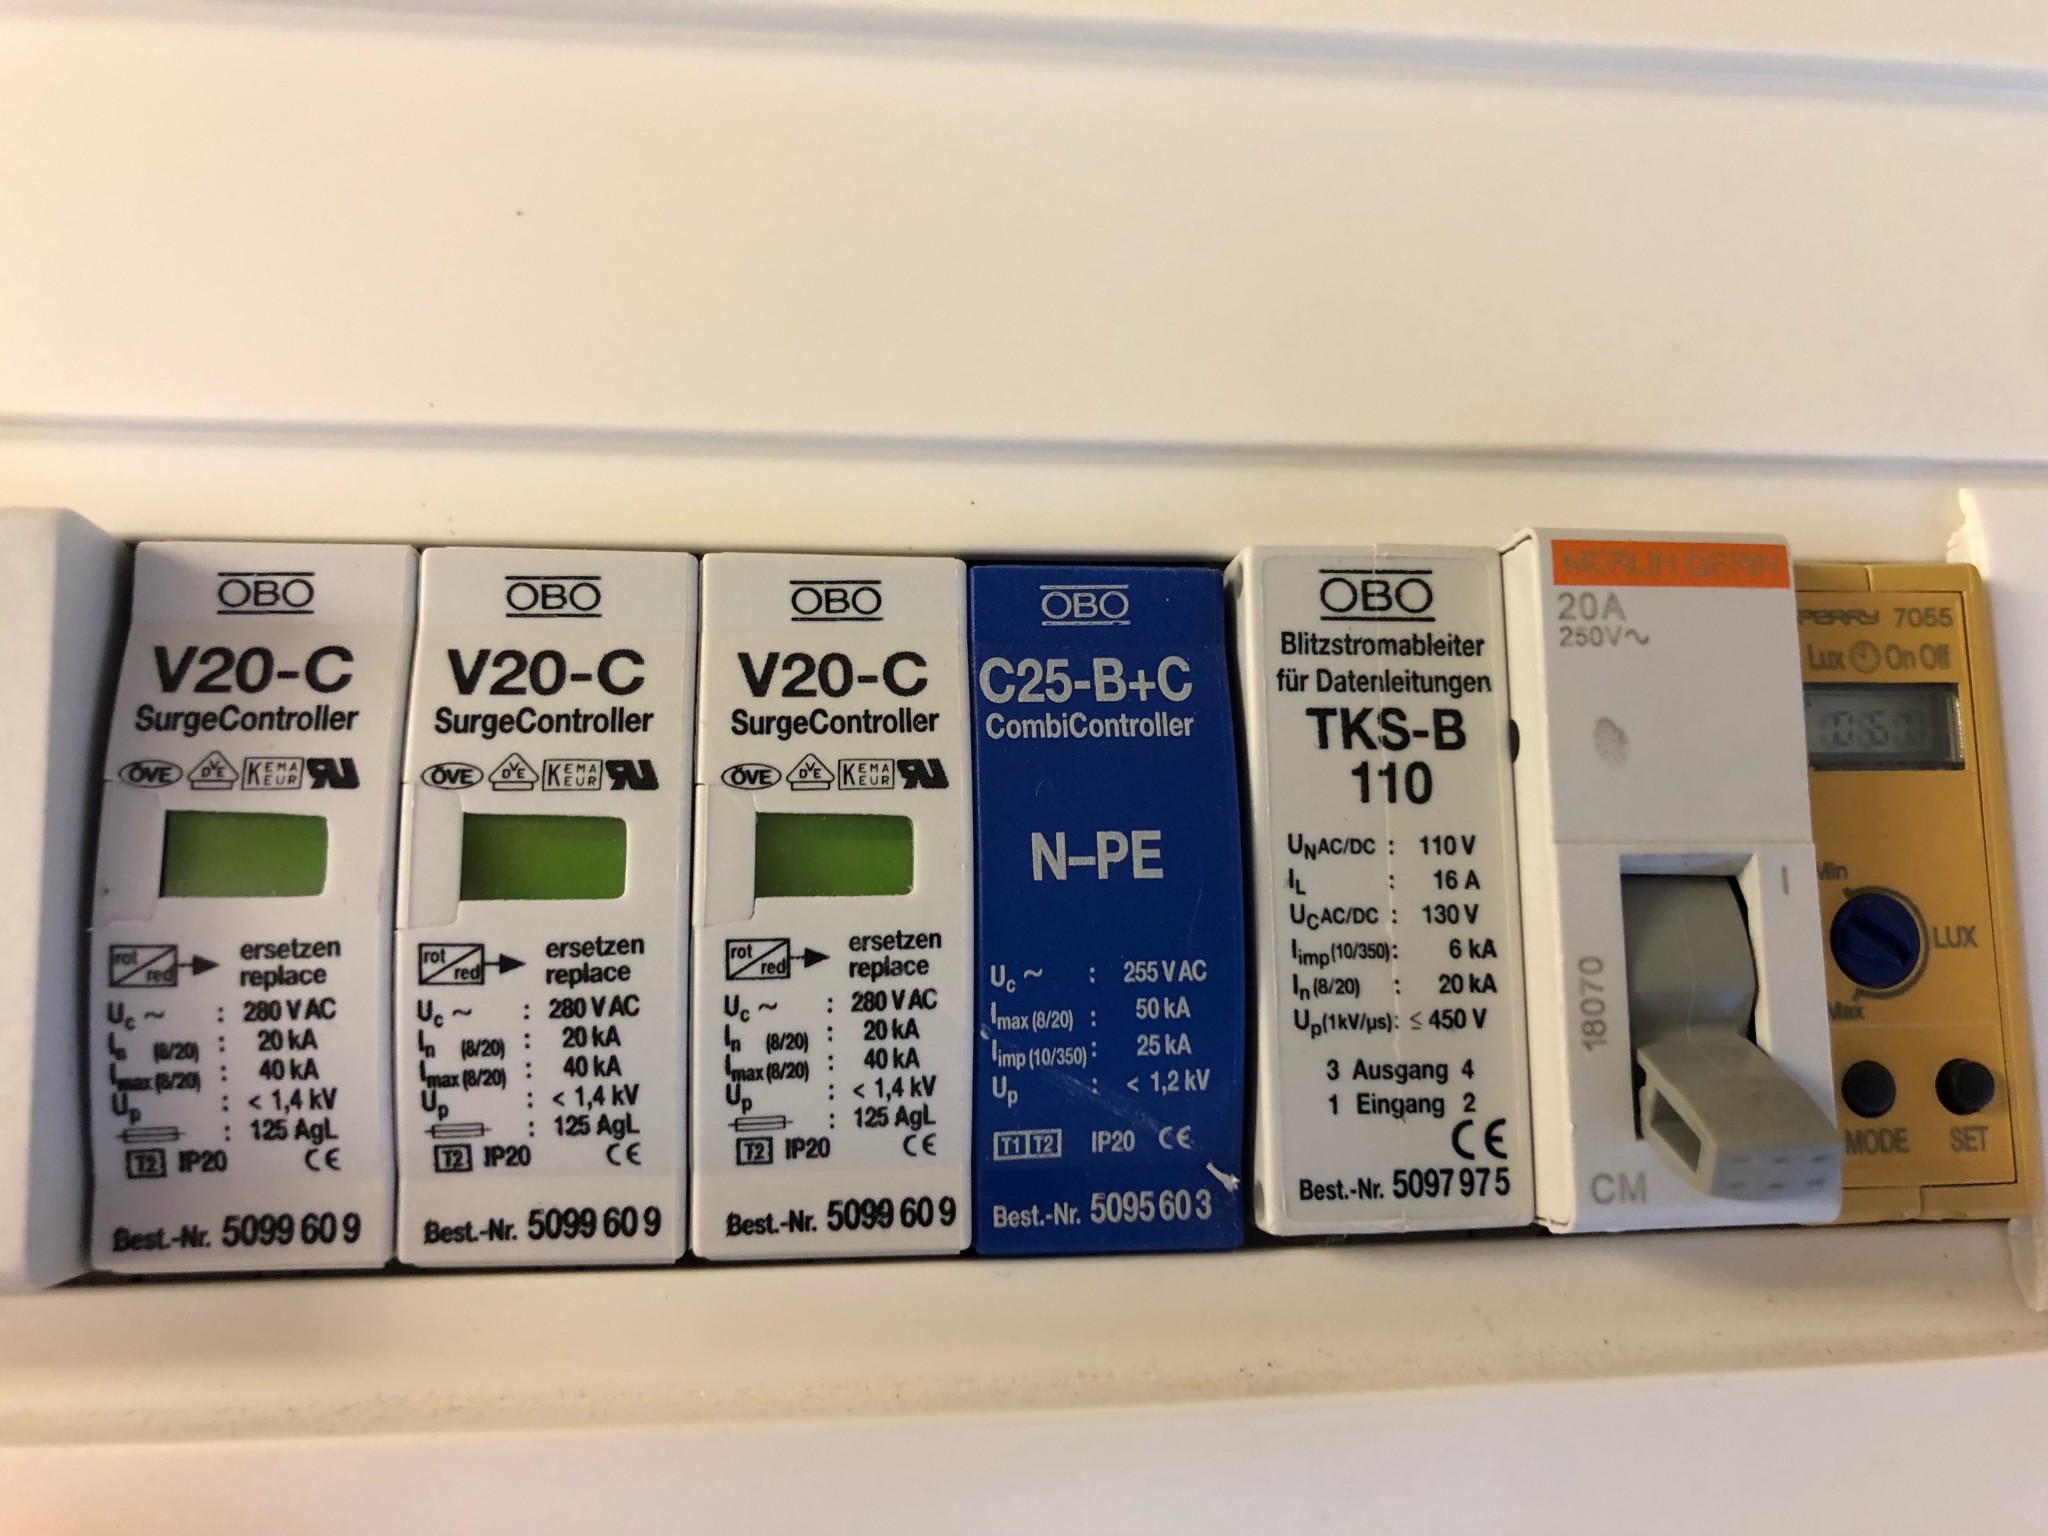 OBO
V20-C
SurgeController
ÖVE DVE KEMA EUR
rot/red ersetzen
replace
Uc ~ : 280 V AC
In (8/20) : 20 kA
Imax (8/20) : 40 kA
Up : < 1,4 kV
: 125 AgL
T2 IP20 CE
Best.-Nr. 5099 60 9
OBO
V20-C
SurgeController
ÖVE DVE KEMA EUR
rot/red ersetzen
replace
Uc ~ : 280 V AC
In (8/20) : 20 kA
Imax (8/20) : 40 kA
Up : < 1,4 kV
: 125 AgL
T2 IP20 CE
Best.-Nr. 5099 60 9
OBO
V20-C
SurgeController
ÖVE DVE KEMA EUR
rot/red ersetzen
replace
Uc ~ : 280 V AC
In (8/20) : 20 kA
Imax (8/20) : 40 kA
Up : < 1,4 kV
: 125 AgL
T2 IP20 CE
Best.-Nr. 5099 60 9
OBO
C25-B+C
CombiController
N-PE
Uc ~ : 255 V AC
Imax (8/20) : 50 kA
Iimp (10/350) : 25 kA
Up : < 1,2 kV
T1 T2 IP20 CE
Best.-Nr. 5095 60 3
OBO
Blitzstromableiter
für Datenleitungen
TKS-B
110
UN AC/DC : 110 V
IL : 16 A
UC AC/DC : 130 V
Iimp (10/350) : 6 kA
In (8/20) : 20 kA
Up (1kV/µs) : ≤ 450 V
3 Ausgang 4
1 Eingang 2
CE
Best.-Nr. 5097 97 5
MERLIN GERIN
20A
250V~
I
18070
CM
PERRY 7055
Lux On Off
Min
LUX
Max
MODE SET